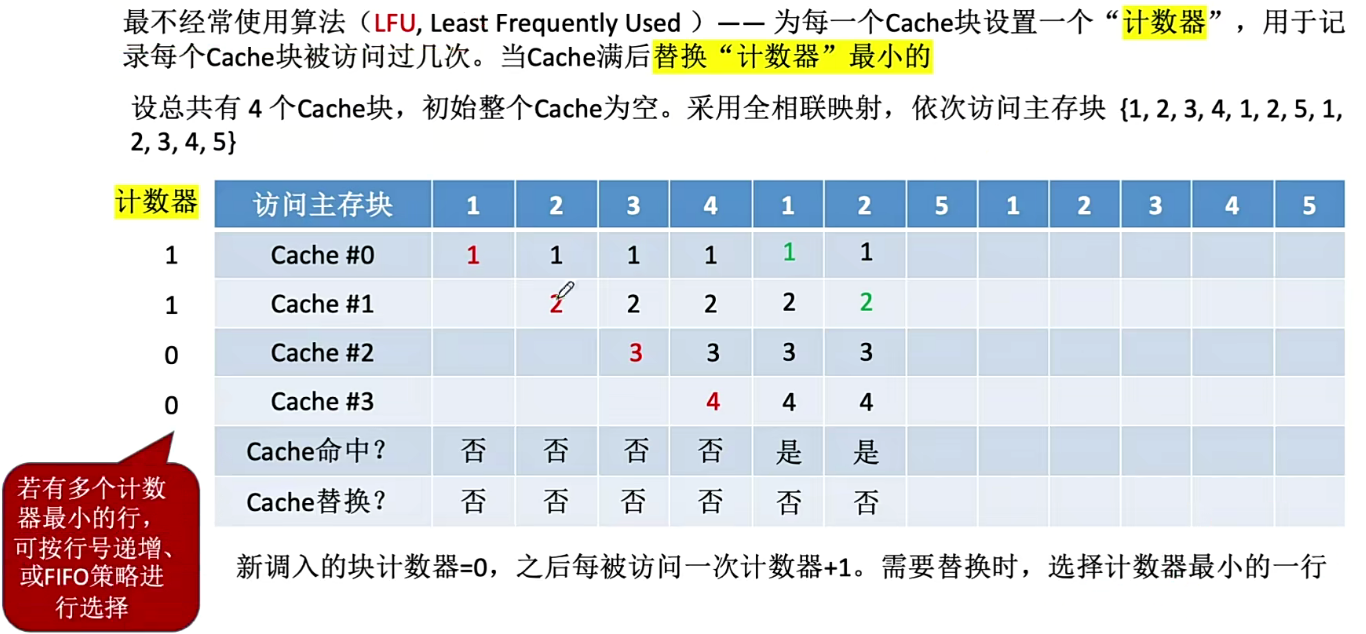 最不经常使用算法（LFU, Least Frequently Used ）—— 为每一个Cache块设置一个“计数器”，用于记
录每个Cache块被访问过几次。当Cache满后替换“计数器”最小的
设总共有 4 个Cache块，初始整个Cache为空。采用全相联映射，依次访问主存块 {1, 2, 3, 4, 1, 2, 5, 1,
2, 3, 4, 5}
计数器 访问主存块 1 2 3 4 1 2 5 1 2 3 4 5
1 Cache #0 1 1 1 1 1 1
1 Cache #1 2 2 2 2 2
0 Cache #2 3 3 3 3
0 Cache #3 4 4 4
Cache命中? 否 否 否 否 是 是
Cache替换? 否 否 否 否 否 否
若有多个计数
器最小的行，
可按行号递增、
或FIFO策略进
行选择
新调入的块计数器=0，之后每被访问一次计数器+1。需要替换时，选择计数器最小的一行